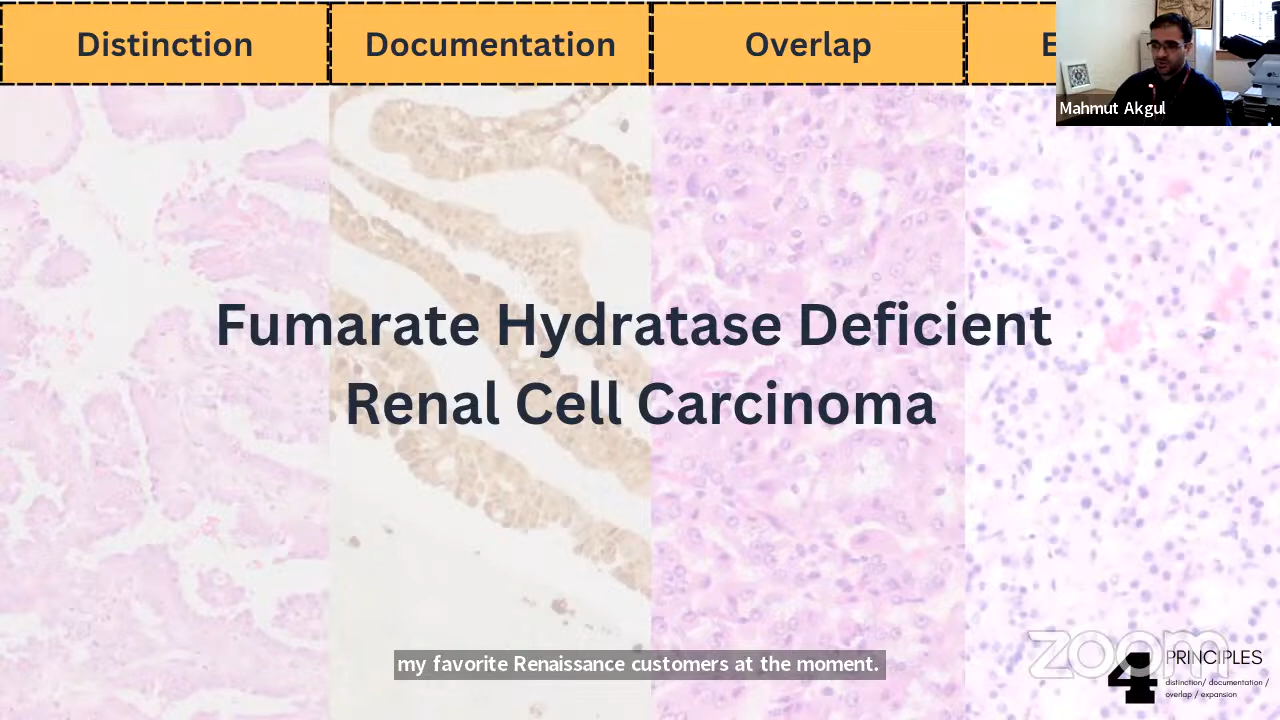 Distinction
Documentation
Overlap
E
Mahmut Akgul
Fumarate Hydratase Deficient
Renal Cell Carcinoma
my favorite Renaissance customers at the moment.
zoom
4 PRINCIPLES
distinction/ documentation /
overlap / expansion